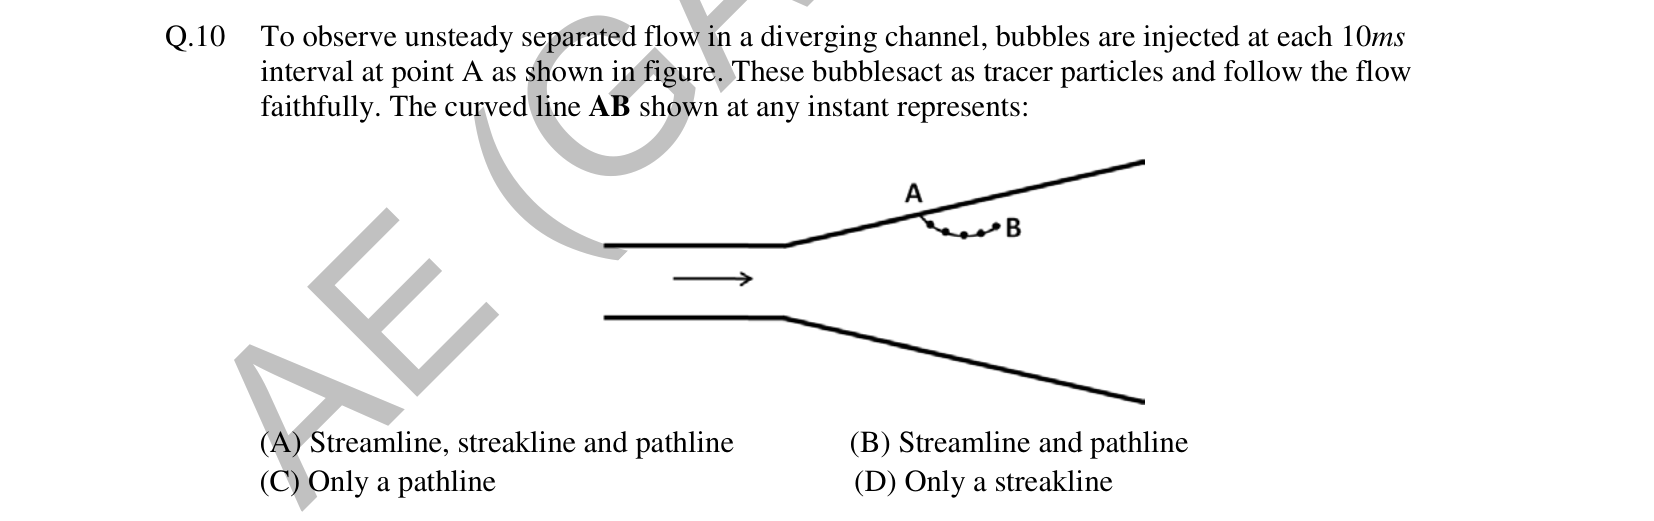 Q.10 To observe unsteady separated flow in a diverging channel, bubbles are injected at each 10ms
interval at point A as shown in figure. These bubblesact as tracer particles and follow the flow
faithfully. The curved line AB shown at any instant represents:
A
B
(A) Streamline, streakline and pathline (B) Streamline and pathline
(C) Only a pathline (D) Only a streakline
AE (GA